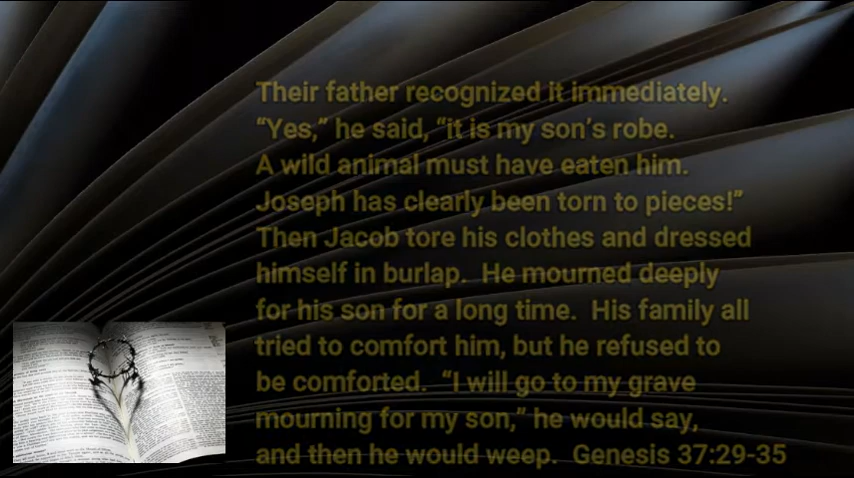 Their father recognized it immediately.
“Yes,” he said, “it is my son’s robe.
A wild animal must have eaten him.
Joseph has clearly been torn to pieces!”
Then Jacob tore his clothes and dressed
himself in burlap.  He mourned deeply
for his son for a long time.  His family all
tried to comfort him, but he refused to
be comforted.  “I will go to my grave
mourning for my son,” he would say,
and then he would weep.  Genesis 37:29-35